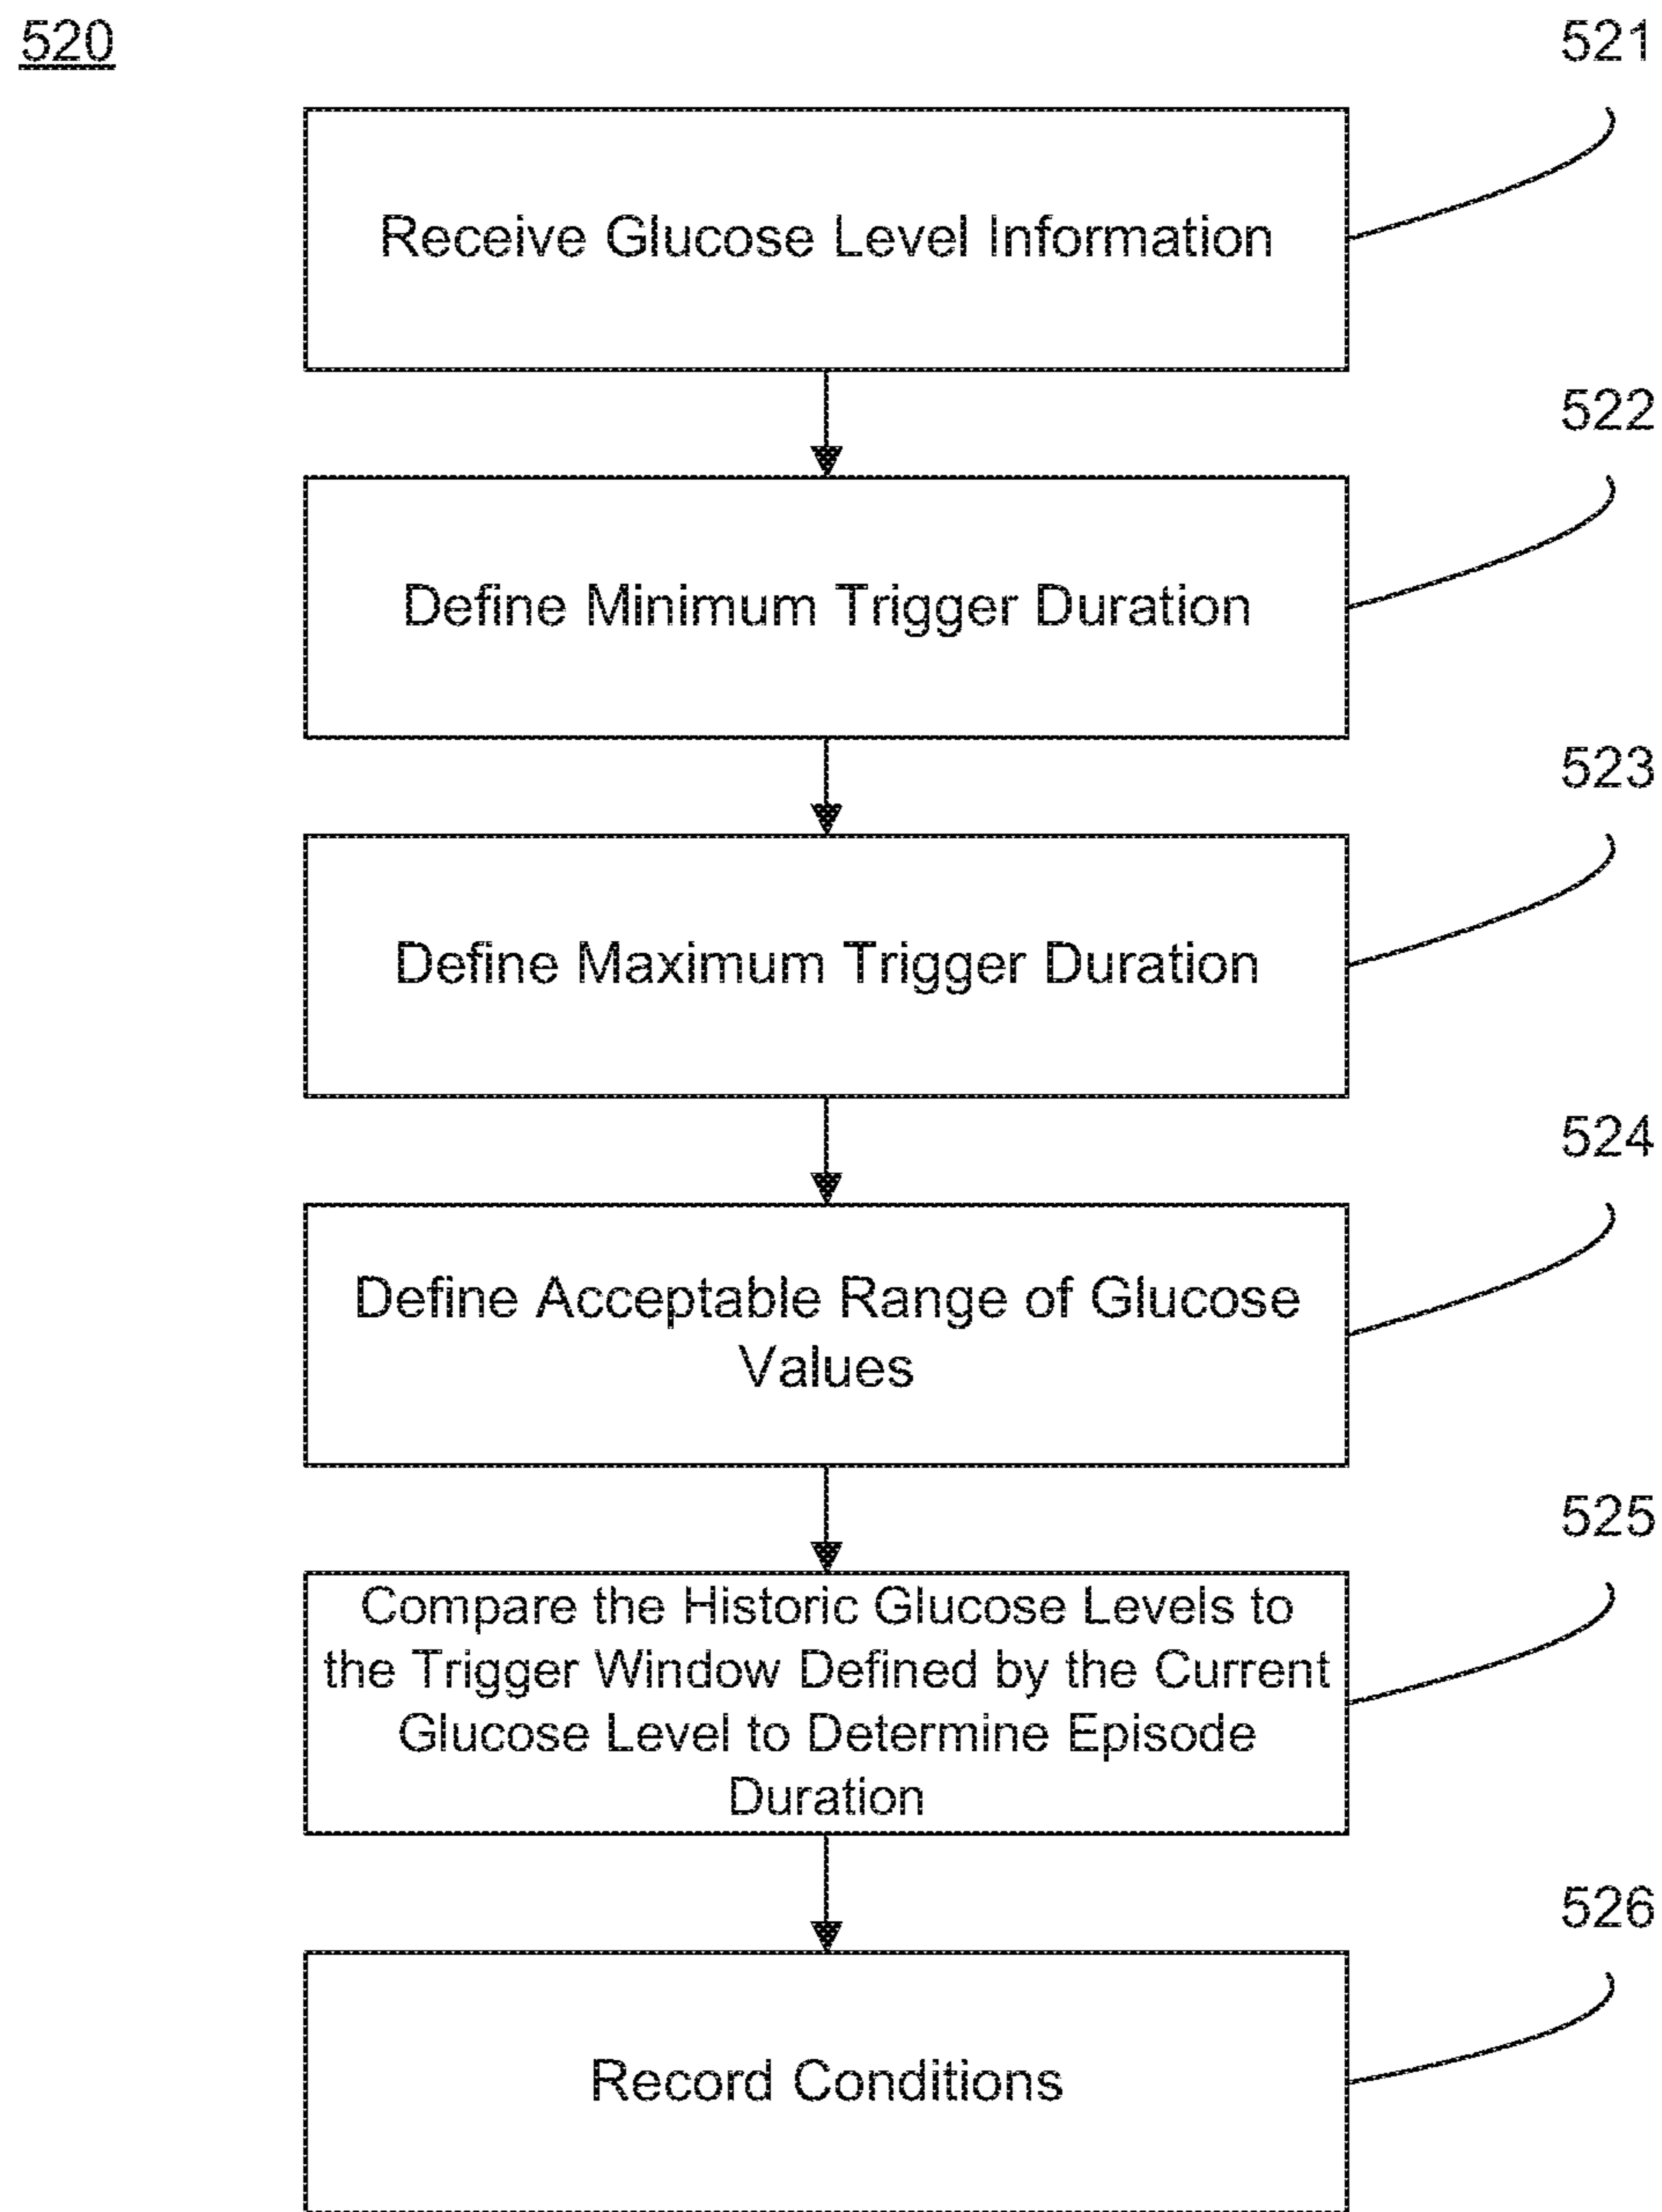 520
521
Receive Glucose Level Information
522
Define Minimum Trigger Duration
523
Define Maximum Trigger Duration
524
Define Acceptable Range of Glucose
Values
525
Compare the Historic Glucose Levels to
the Trigger Window Defined by the Current
Glucose Level to Determine Episode
Duration
526
Record Conditions